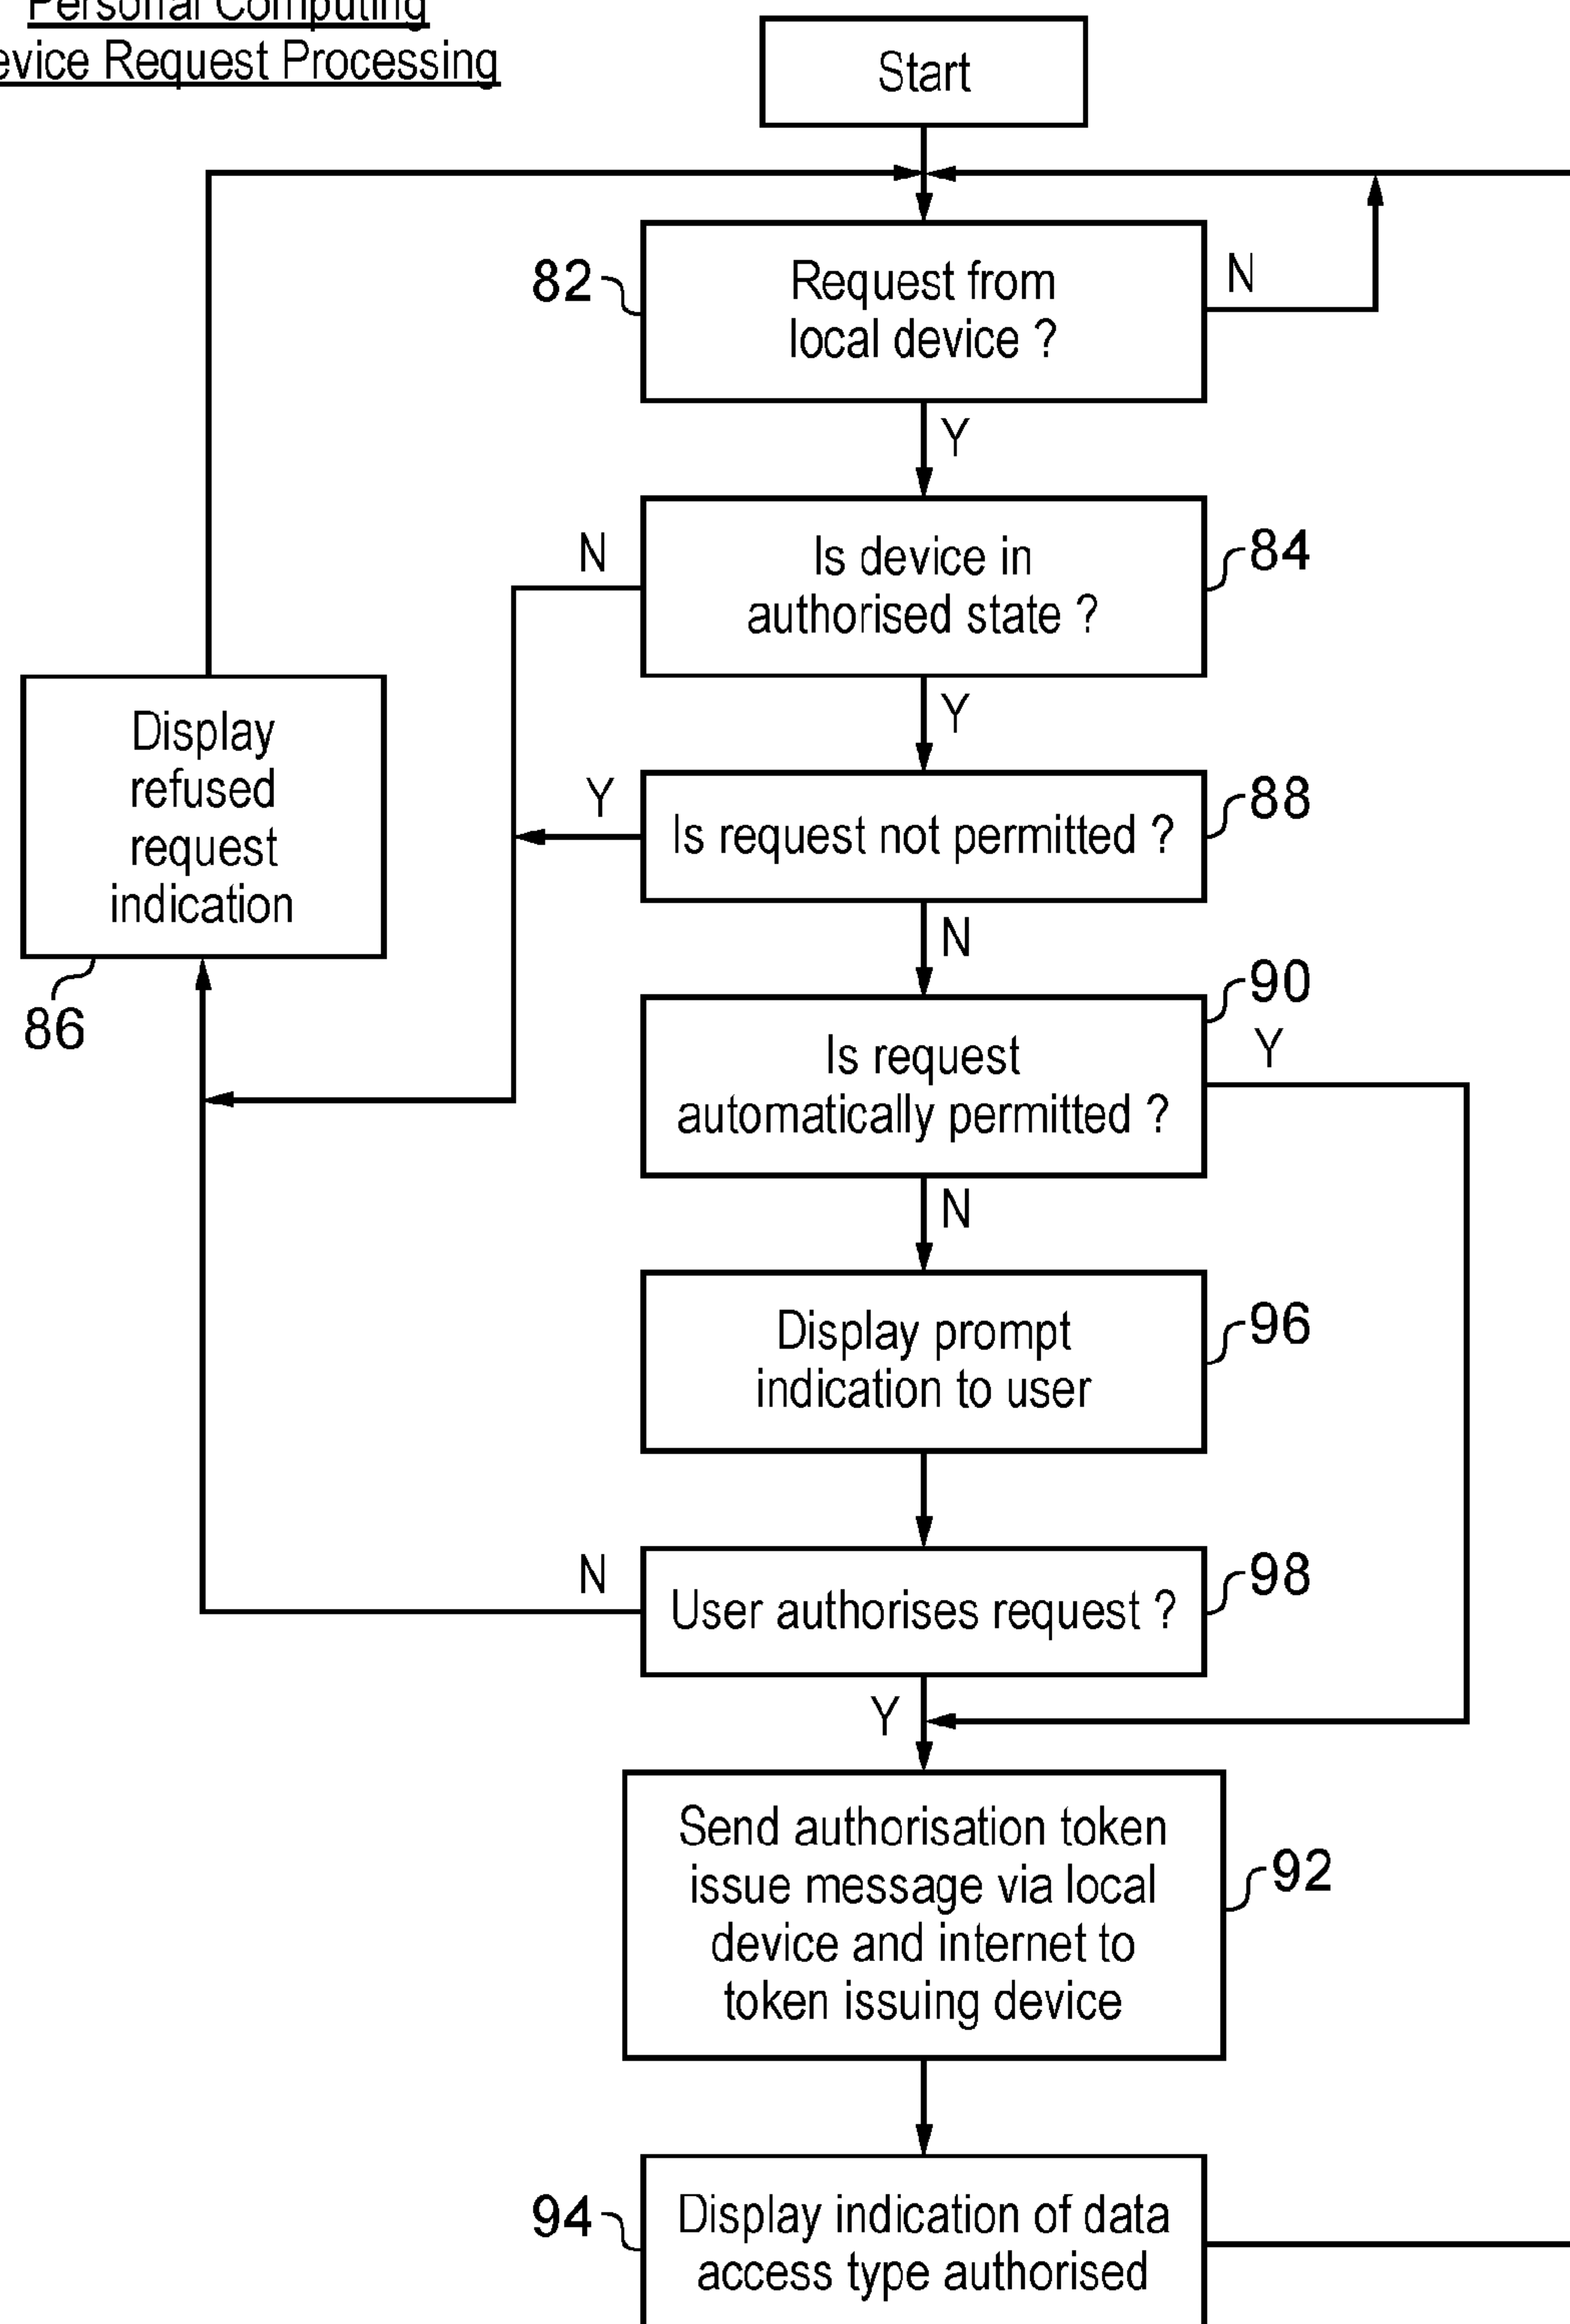 Personal Computing
evice Request Processing
Start
82
Request from
local device ?
N
Y
N
Is device in
authorised state ?
84
Y
Display
refused
request
indication
86
Y
Is request not permitted ?
88
N
90
Is request
automatically permitted ?
Y
N
Display prompt
indication to user
96
N
User authorises request ?
98
Y
Send authorisation token
issue message via local
device and internet to
token issuing device
92
94
Display indication of data
access type authorised